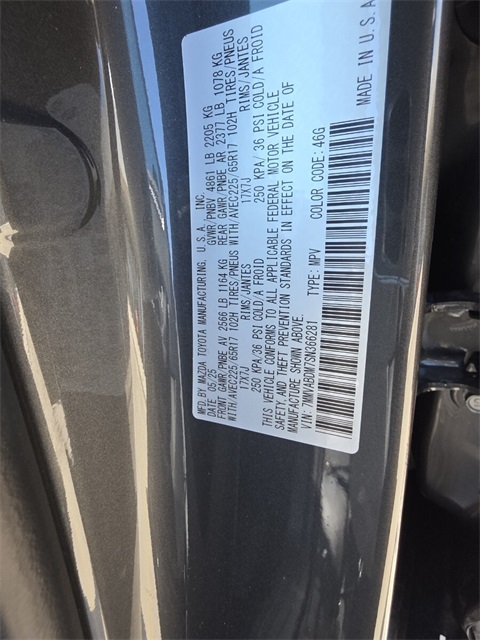 MFD. BY MAZDA TOYOTA MANUFACTURING, U.S.A., INC.
DATE: 05/25 GVWR/PNBV 4861 LB 2205 KG
FRONT GAWR/PNBE AV 2566 LB 1164 KG REAR GAWR/PNBE AR 2377 LB 1078 KG
WITH/AVEC225/65R17 102H TIRES/PNEUS WITH/AVEC225/65R17 102H TIRES/PNEUS
17X7J RIMS/JANTES 17X7J RIMS/JANTES
250 KPA/36 PSI COLD/A FROID 250 KPA/ 36 PSI COLD/A FROID
THIS VEHICLE CONFORMS TO ALL APPLICABLE FEDERAL MOTOR VEHICLE
SAFETY, AND THEFT PREVENTION STANDARDS IN EFFECT ON THE DATE OF
MANUFACTURE SHOWN ABOVE.
VIN: 7MMVABDM7SN366281 TYPE: MPV COLOR CODE: 46G
MADE IN U.S.A